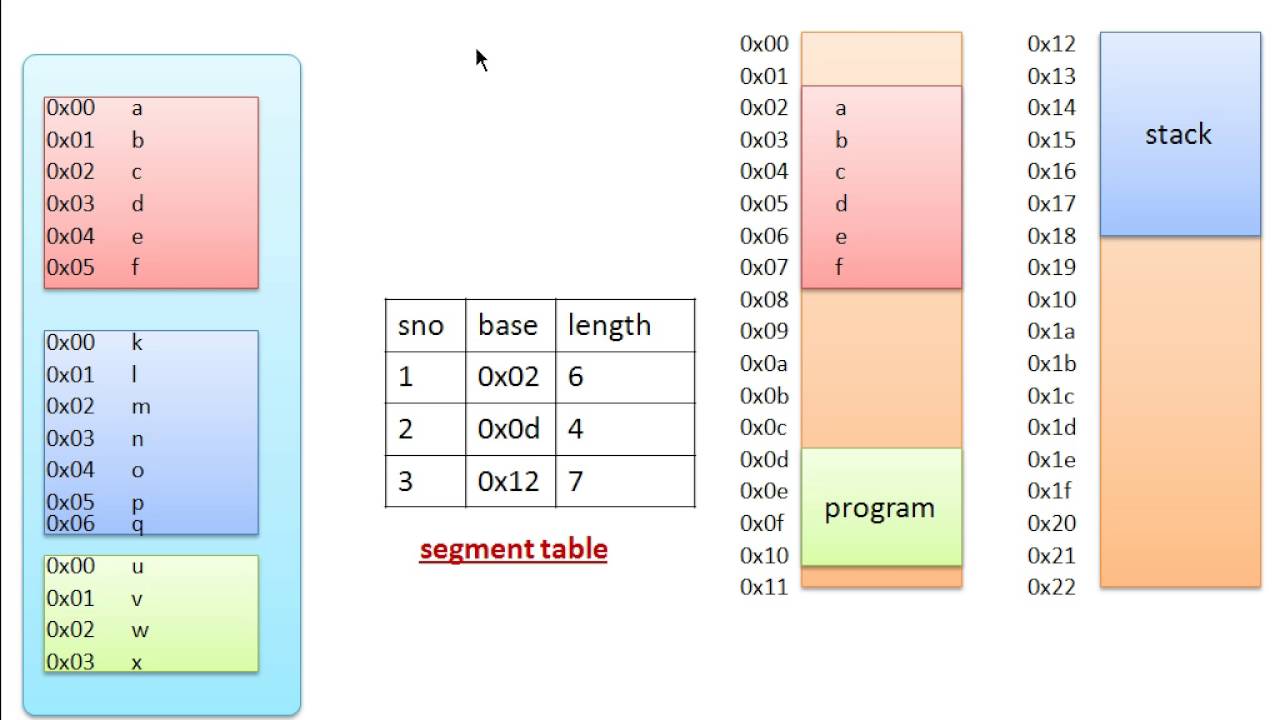 0x00 a
0x01 b
0x02 c
0x03 d
0x04 e
0x05 f
0x00 k
0x01 l
0x02 m
0x03 n
0x04 o
0x05 p
0x06 q
0x00 u
0x01 v
0x02 w
0x03 x
sno base length
1 0x02 6
2 0x0d 4
3 0x12 7
segment table
0x00
0x01
0x02 a
0x03 b
0x04 c
0x05 d
0x06 e
0x07 f
0x08
0x09
0x0a
0x0b
0x0c
0x0d
0x0e
program
0x0f
0x10
0x11
0x12
0x13
0x14
stack
0x15
0x16
0x17
0x18
0x19
0x10
0x1a
0x1b
0x1c
0x1d
0x1e
0x1f
0x20
0x21
0x22